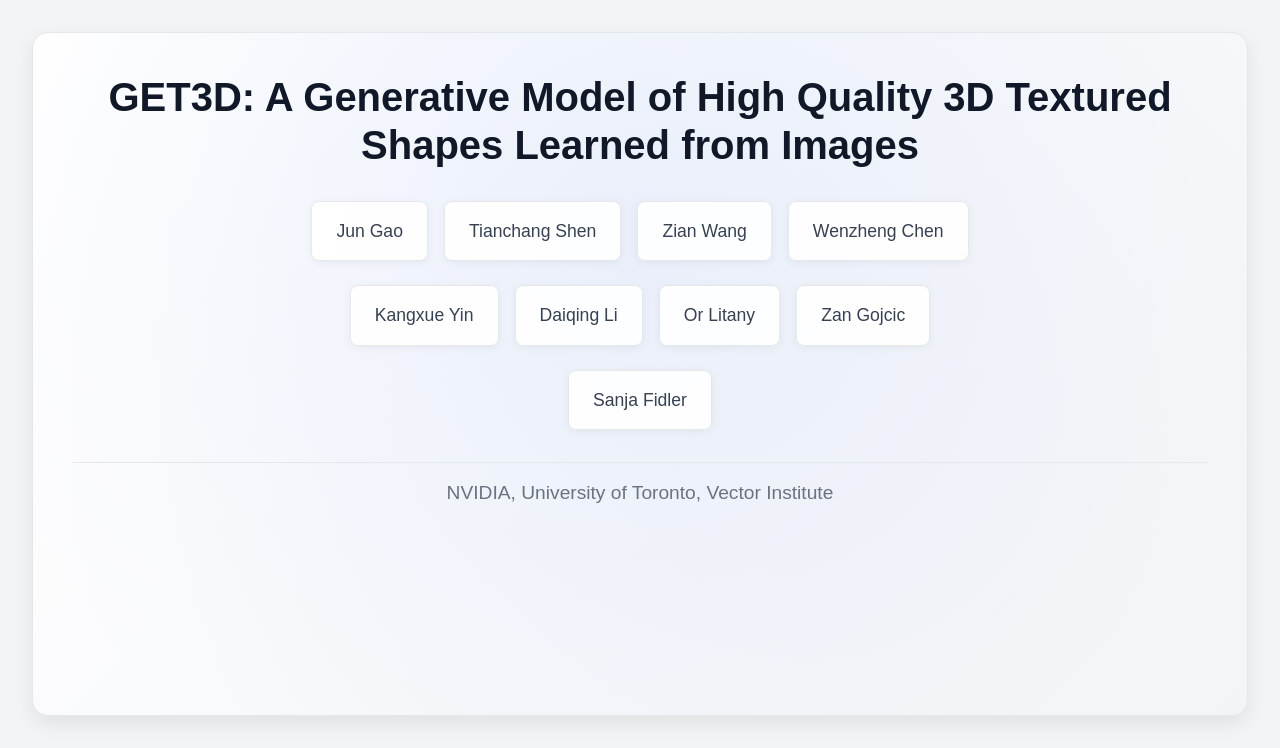 GET3D: A Generative Model of High Quality 3D Textured
Shapes Learned from Images
Jun Gao Tianchang Shen Zian Wang Wenzheng Chen
Kangxue Yin Daiqing Li Or Litany Zan Gojcic
Sanja Fidler
NVIDIA, University of Toronto, Vector Institute